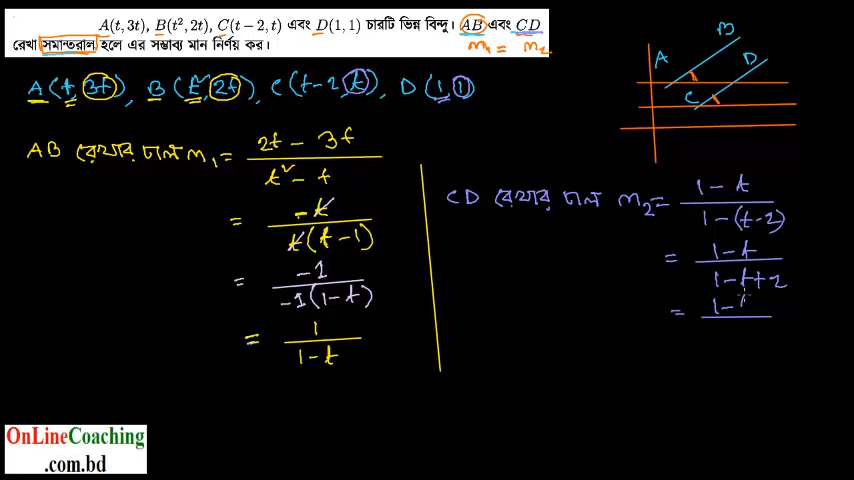 A(t, 3t), B(t², 2t), C(t − 2, t) এবং D(1, 1) চারটি ভিন্ন বিন্দু। AB এবং CD
রেখা সমান্তরাল হলে এর সম্ভাব্য মান নির্ণয় কর।
m₁ = m₂
A (t, 3t), B (t², 2t), C (t − 2, t), D (1, 1)
A B C D
AB রেখার ঢাল m₁ = (2t − 3t) / (t² − t)
= −t / t(t − 1)
= −1 / −1(1 − t)
= 1 / (1 − t)
CD রেখার ঢাল m₂ = (1 − t) / (1 − (t − 2))
= (1 − t) / (1 − t + 2)
= 1 −
OnLineCoaching
.com.bd